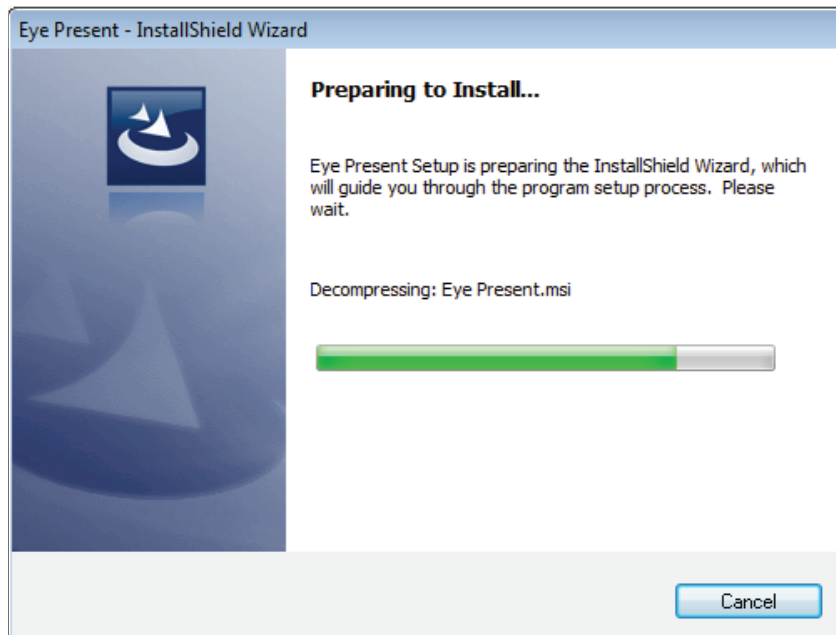 Eye Present - InstallShield Wizard
Preparing to Install...
Eye Present Setup is preparing the InstallShield Wizard, which
will guide you through the program setup process.  Please
wait.
Decompressing: Eye Present.msi
Cancel